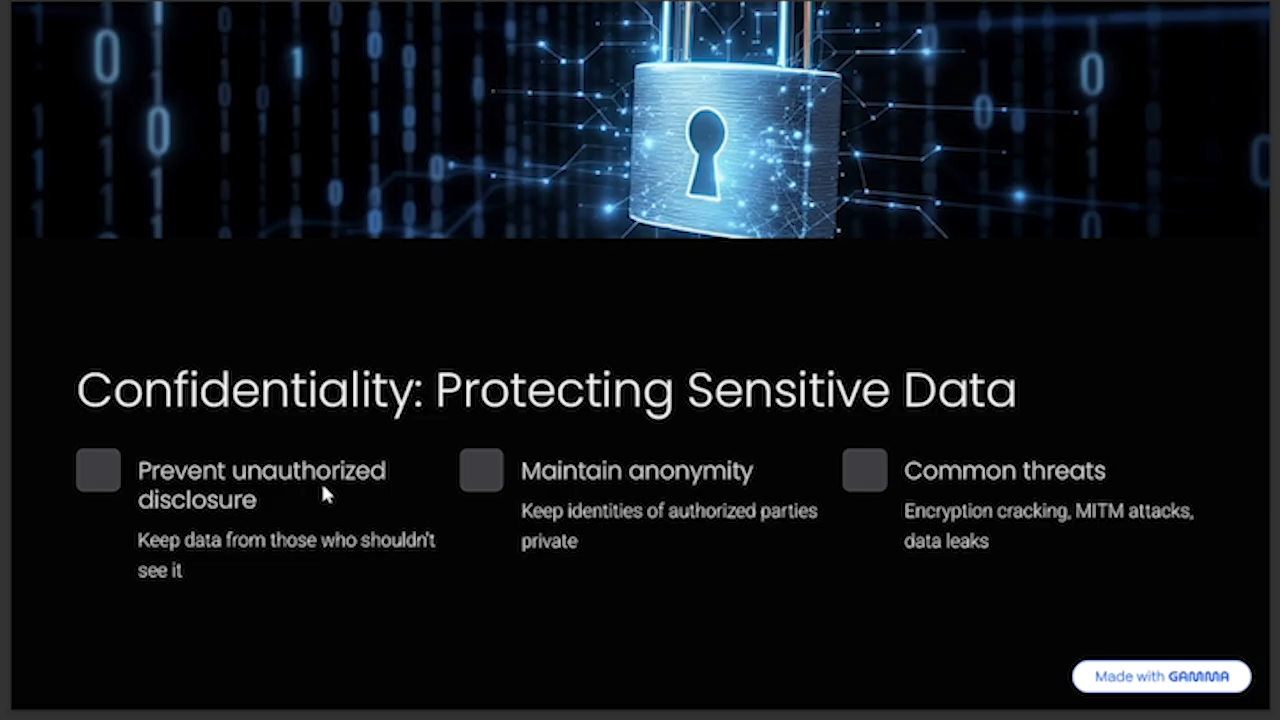 Confidentiality: Protecting Sensitive Data
Prevent unauthorized
disclosure
Keep data from those who shouldn't
see it
Maintain anonymity
Keep identities of authorized parties
private
Common threats
Encryption cracking, MITM attacks,
data leaks
Made with GAMMA